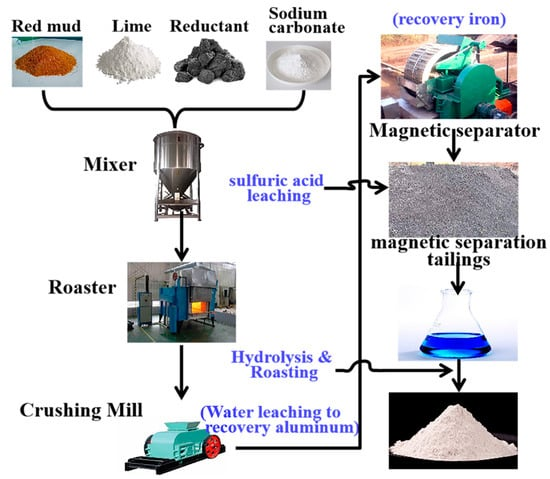 Red mud
Lime
Reductant
Sodium
carbonate
Mixer
Roaster
Crushing Mill
(Water leaching to
recovery aluminum)
(recovery iron)
Magnetic separator
sulfuric acid
leaching
magnetic separation
tailings
Hydrolysis &
Roasting